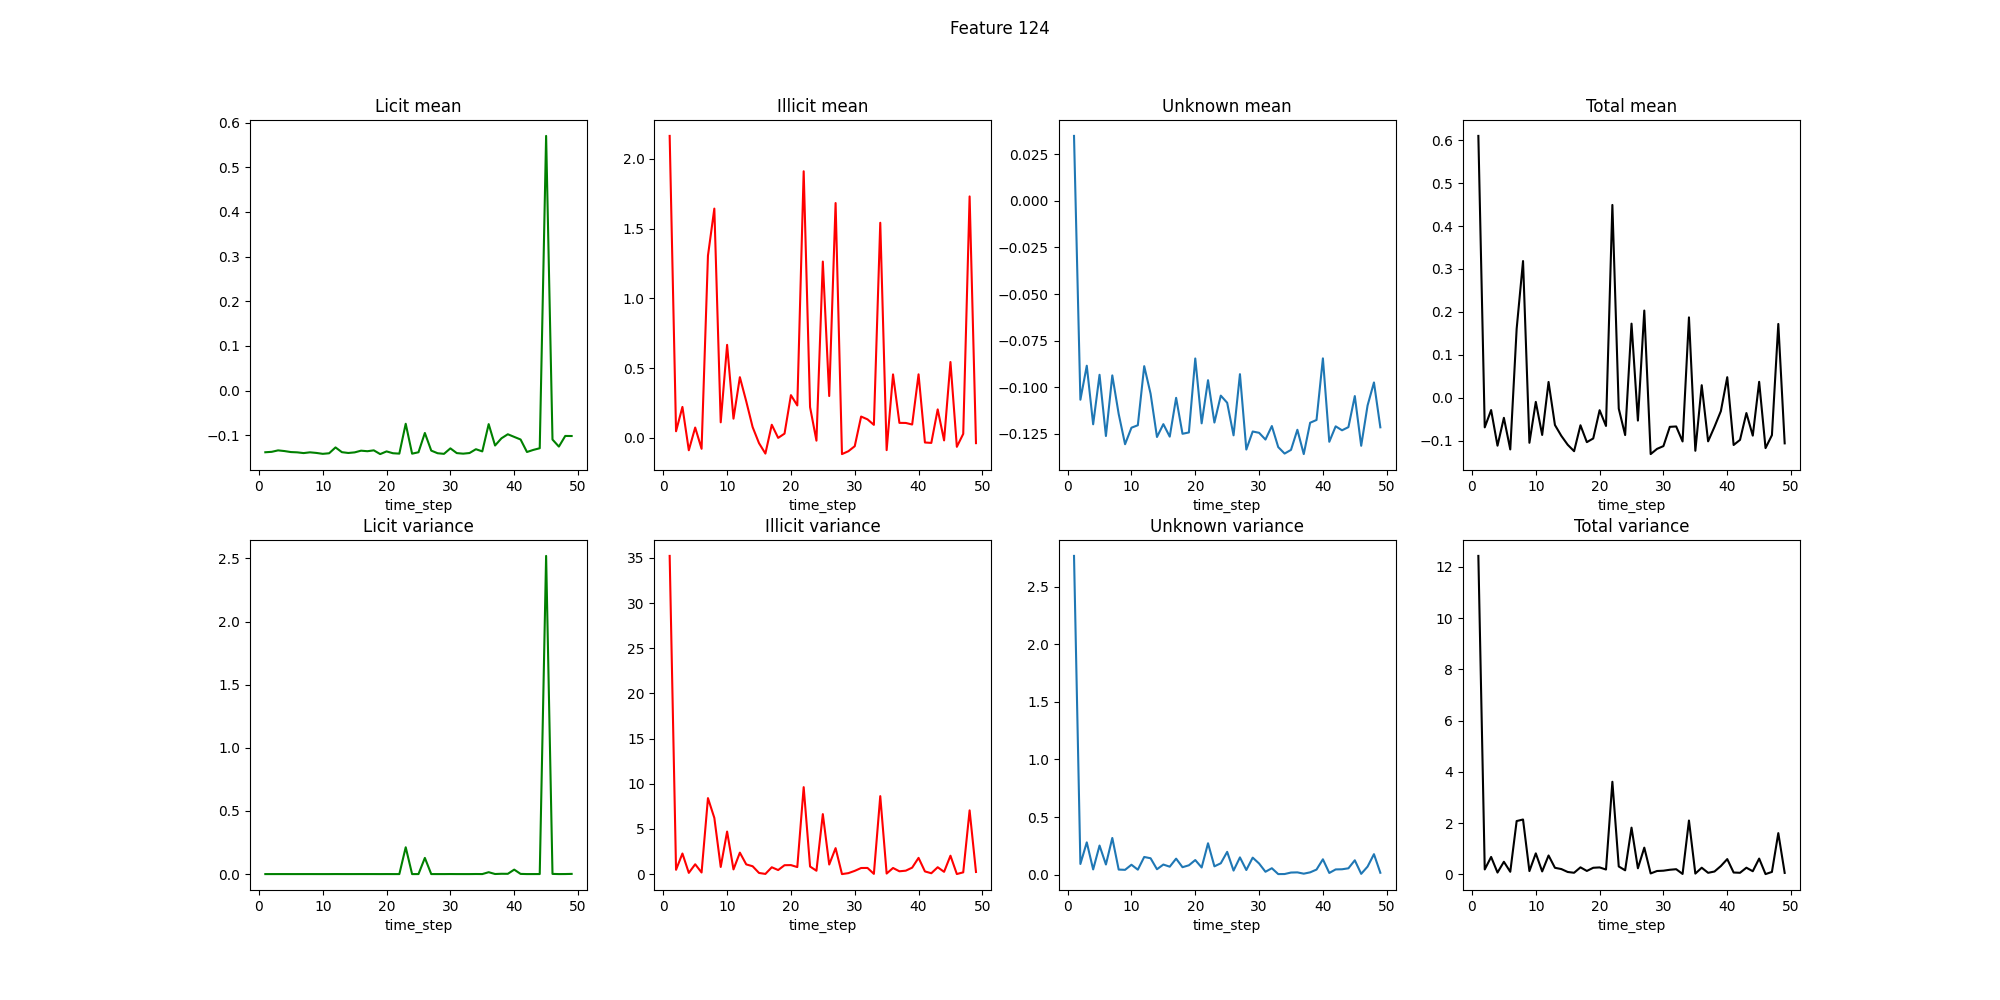 Feature 124
Licit mean
Illicit mean
Unknown mean
Total mean
0.6
0.5
0.4
0.3
0.2
0.1
0.0
−0.1
0 10 20 30 40 50
time_step
2.0
1.5
1.0
0.5
0.0
0 10 20 30 40 50
time_step
0.025
0.000
−0.025
−0.050
−0.075
−0.100
−0.125
0 10 20 30 40 50
time_step
0.6
0.5
0.4
0.3
0.2
0.1
0.0
−0.1
0 10 20 30 40 50
time_step
Licit variance
Illicit variance
Unknown variance
Total variance
2.5
2.0
1.5
1.0
0.5
0.0
0 10 20 30 40 50
time_step
35
30
25
20
15
10
5
0
0 10 20 30 40 50
time_step
2.5
2.0
1.5
1.0
0.5
0.0
0 10 20 30 40 50
time_step
12
10
8
6
4
2
0
0 10 20 30 40 50
time_step